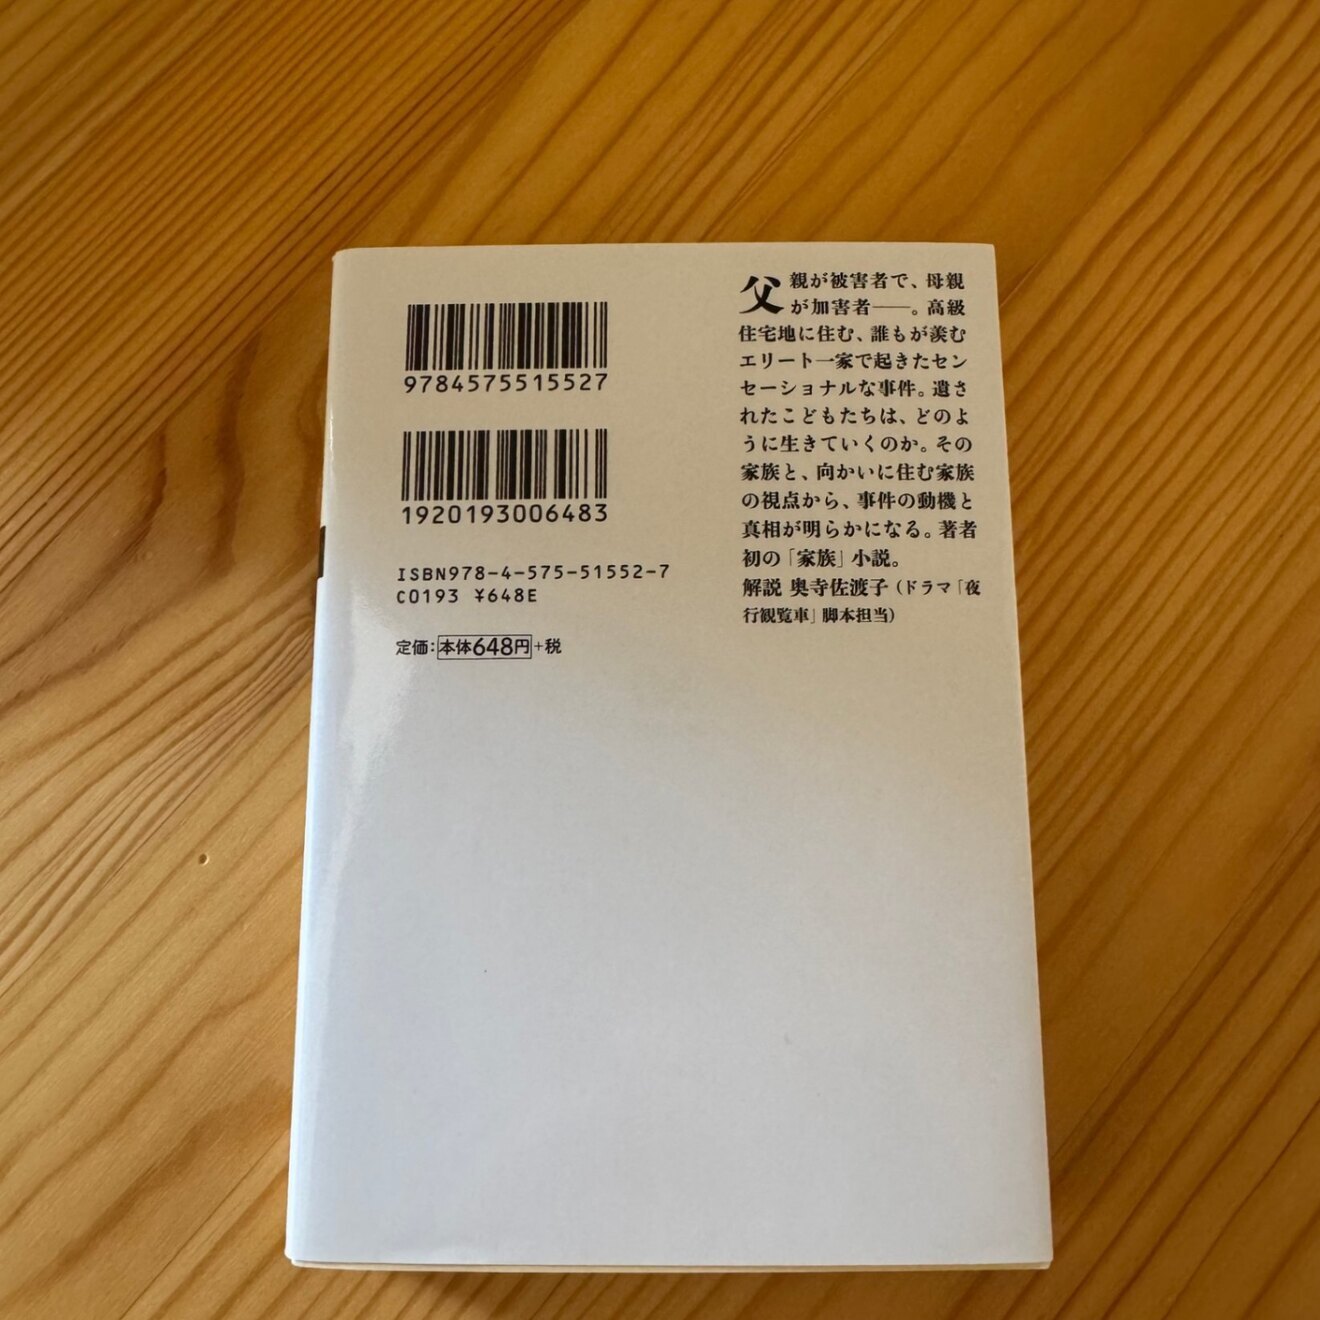 9784575515527
1920193006483
ISBN978-4-575-51552-7
C0193 ¥648E
定価:本体648円+税
父親が被害者で、母親
が加害者──。高級
住宅地に住む、誰もが羨む
エリート一家で起きたセン
セーショナルな事件。遺さ
れたこどもたちは、どのよ
うに生きていくのか。その
家族と、向かいに住む家族
の視点から、事件の動機と
真相が明らかになる。著者
初の「家族」小説。
解説 奥寺佐渡子(ドラマ「夜
行観覧車」脚本担当)